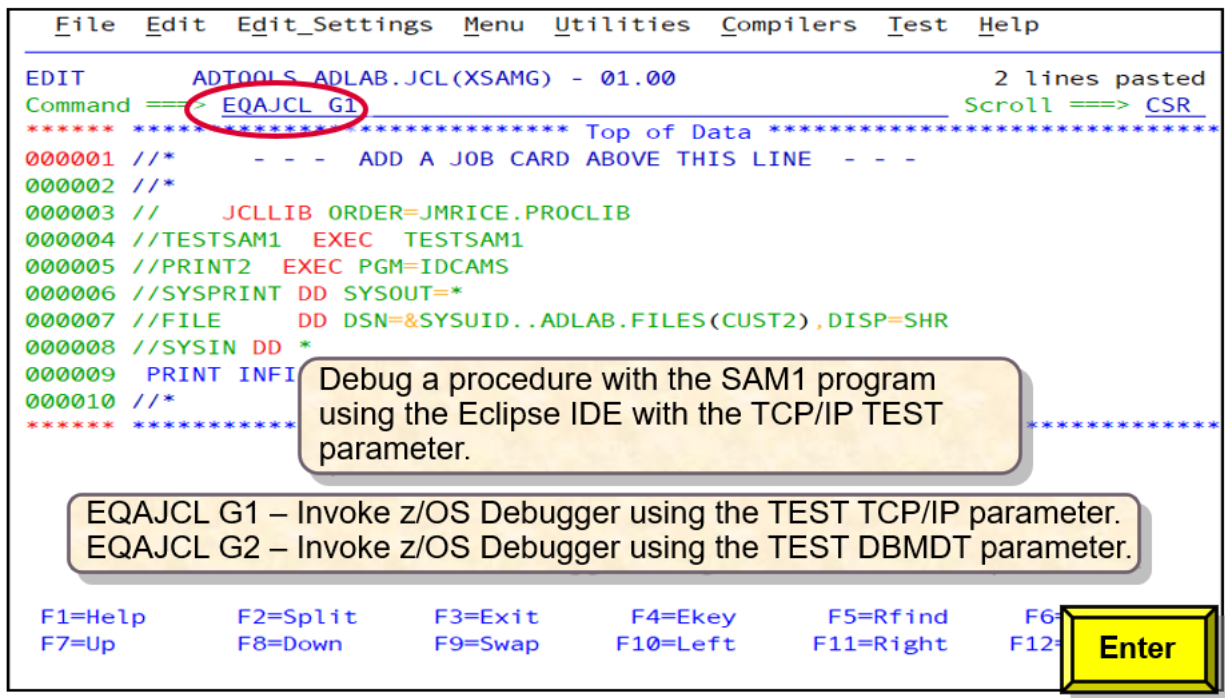 File Edit Edit_Settings Menu Utilities Compilers Test Help
EDIT ADTOOLS.ADLAB.JCL(XSAMG) - 01.00 2 lines pasted
Command ===> EQAJCL G1 Scroll ===> CSR
****** **************************** Top of Data ******************************
000001 //* - - - ADD A JOB CARD ABOVE THIS LINE - - -
000002 //*
000003 // JCLLIB ORDER=JMRICE.PROCLIB
000004 //TESTSAM1 EXEC TESTSAM1
000005 //PRINT2 EXEC PGM=IDCAMS
000006 //SYSPRINT DD SYSOUT=*
000007 //FILE DD DSN=&SYSUID..ADLAB.FILES(CUST2),DISP=SHR
000008 //SYSIN DD *
000009 PRINT INFI
000010 //*
****** *********** *************
Debug a procedure with the SAM1 program
using the Eclipse IDE with the TCP/IP TEST
parameter.
EQAJCL G1 – Invoke z/OS Debugger using the TEST TCP/IP parameter.
EQAJCL G2 – Invoke z/OS Debugger using the TEST DBMDT parameter.
F1=Help F2=Split F3=Exit F4=Ekey F5=Rfind F6=
F7=Up F8=Down F9=Swap F10=Left F11=Right F12=
Enter